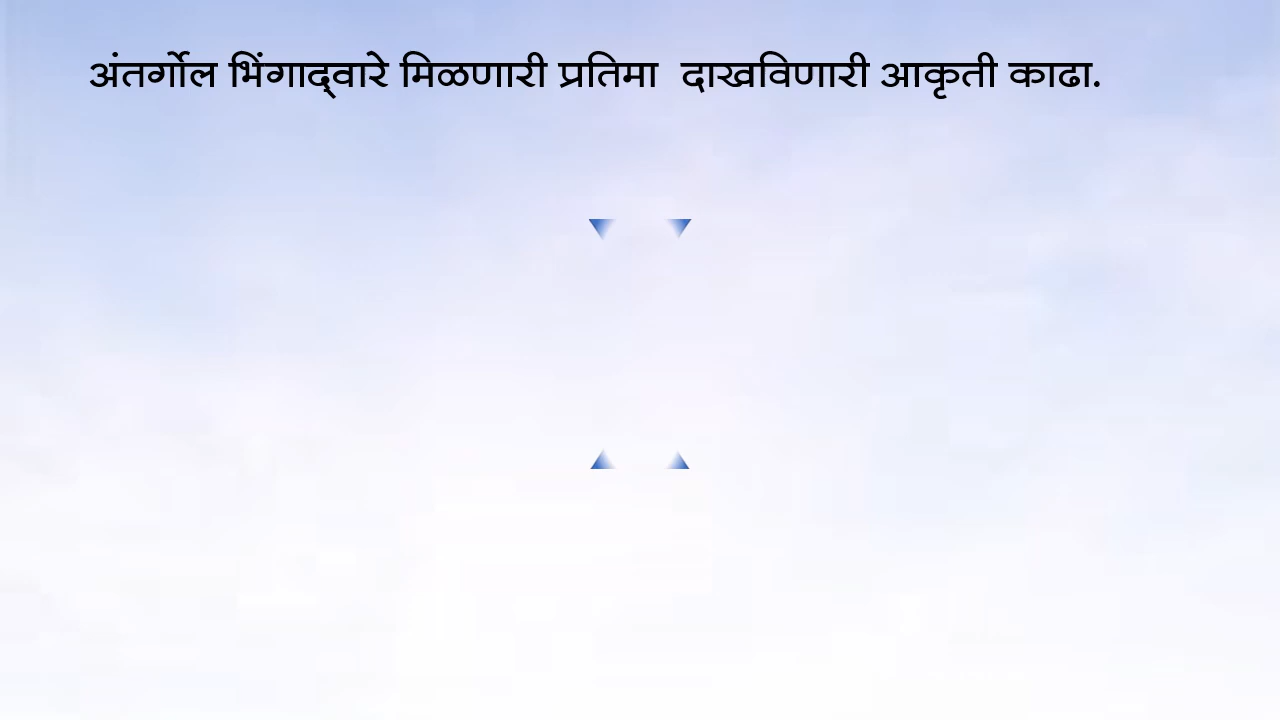 अंतर्गोल भिंगाद्‌वारे मिळणारी प्रतिमा  दाखविणारी आकृती काढा.